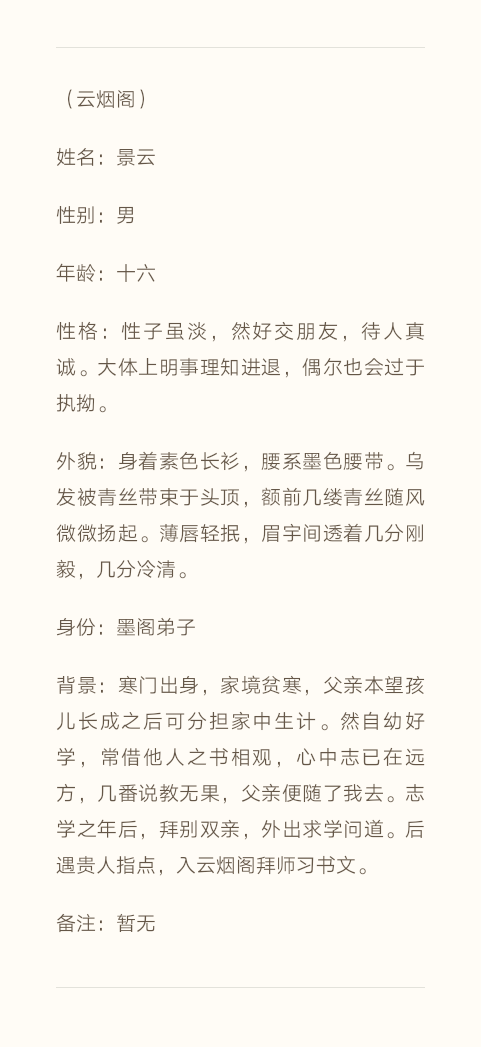 （云烟阁）
姓名：景云
性别：男
年龄：十六
性格：性子虽淡，然好交朋友，待人真
诚。大体上明事理知进退，偶尔也会过于
执拗。
外貌：身着素色长衫，腰系墨色腰带。乌
发被青丝带束于头顶，额前几缕青丝随风
微微扬起。薄唇轻抿，眉宇间透着几分刚
毅，几分冷清。
身份：墨阁弟子
背景：寒门出身，家境贫寒，父亲本望孩
儿长成之后可分担家中生计。然自幼好
学，常借他人之书相观，心中志已在远
方，几番说教无果，父亲便随了我去。志
学之年后，拜别双亲，外出求学问道。后
遇贵人指点，入云烟阁拜师习书文。
备注：暂无